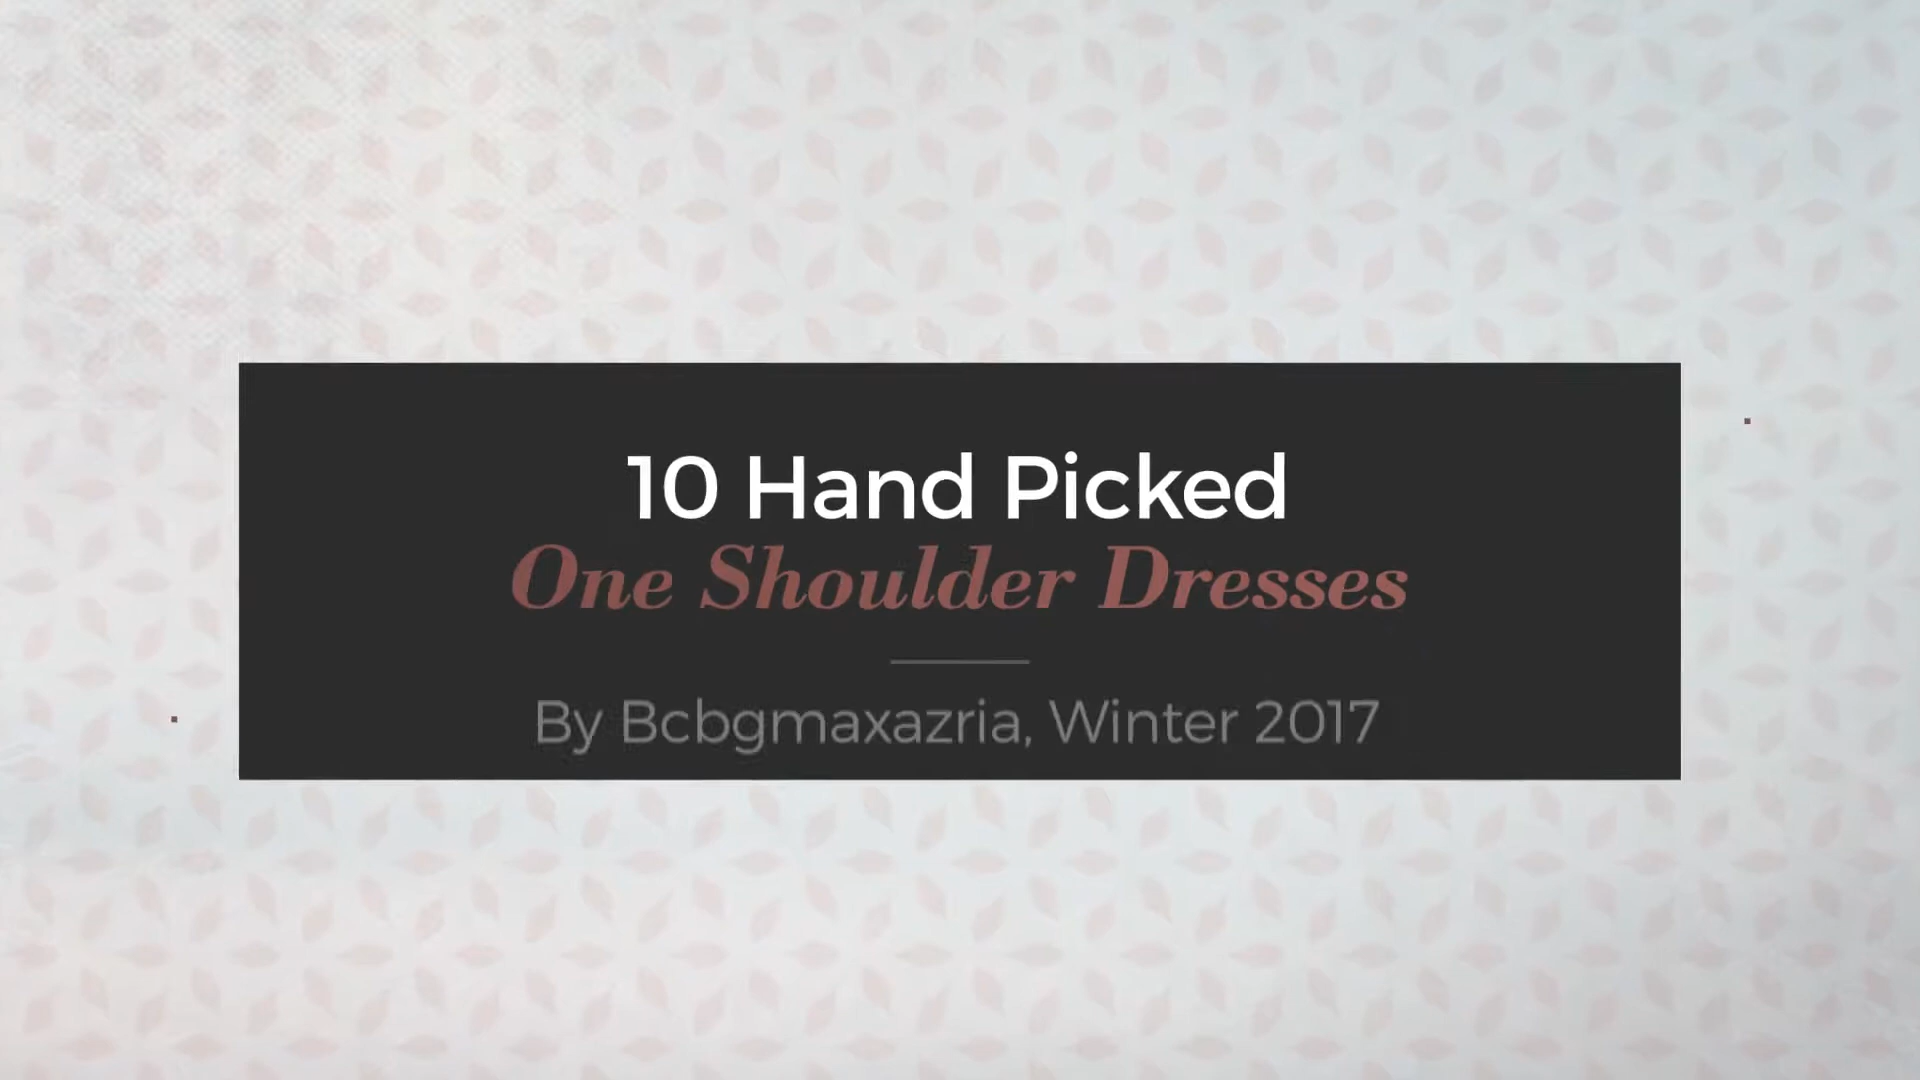 10 Hand Picked
One Shoulder Dresses
By Bcbgmaxazria, Winter 2017